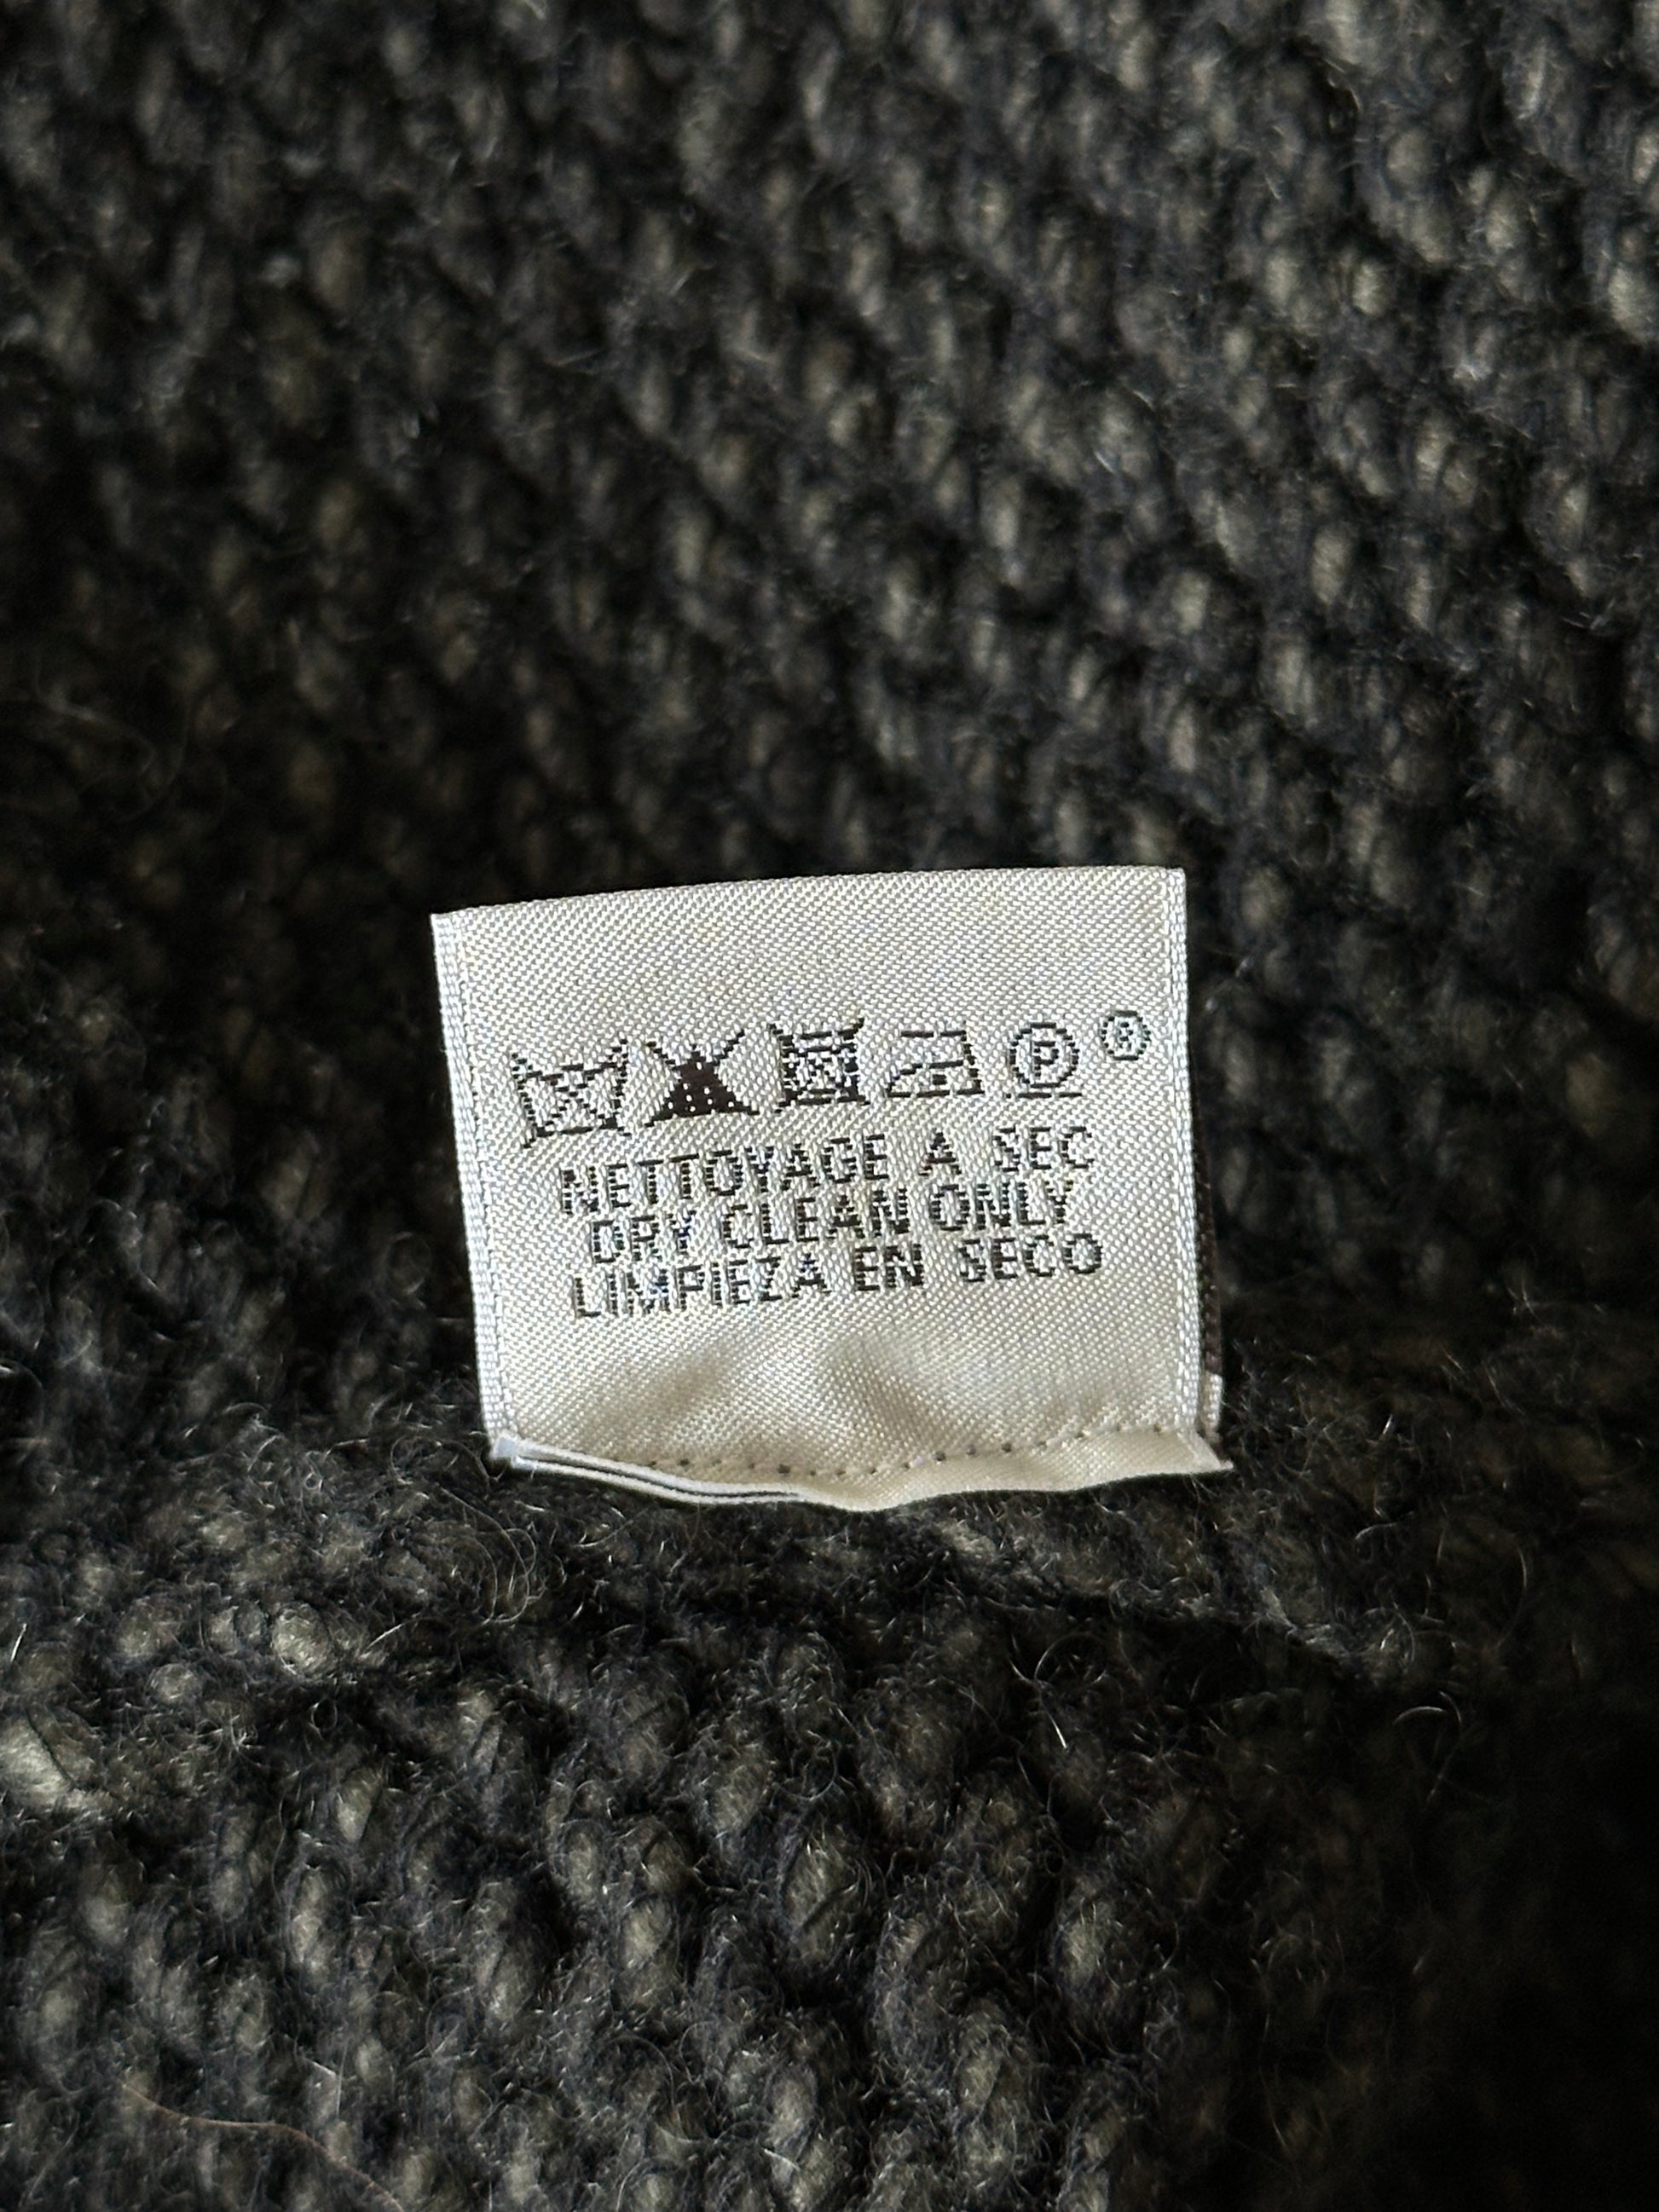 P ®
NETTOYAGE A SEC
DRY CLEAN ONLY
LIMPIEZA EN SECO